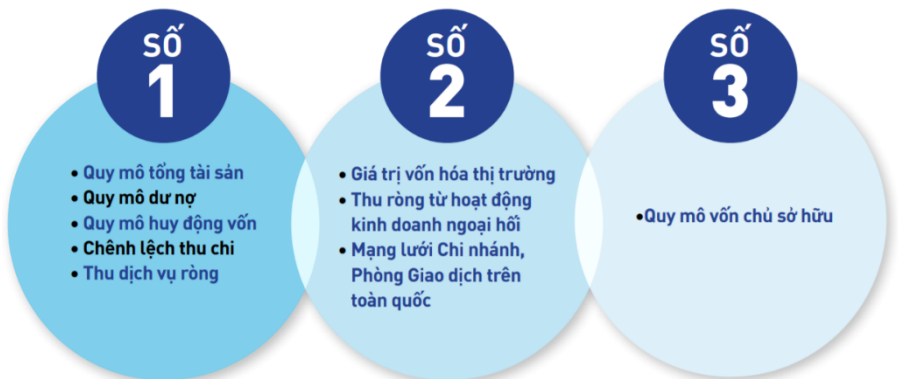 SỐ
1
• Quy mô tổng tài sản
• Quy mô dư nợ
• Quy mô huy động vốn
• Chênh lệch thu chi
• Thu dịch vụ ròng
SỐ
2
• Giá trị vốn hóa thị trường
• Thu ròng từ hoạt động
kinh doanh ngoại hối
• Mạng lưới Chi nhánh,
Phòng Giao dịch trên
toàn quốc
SỐ
3
•Quy mô vốn chủ sở hữu